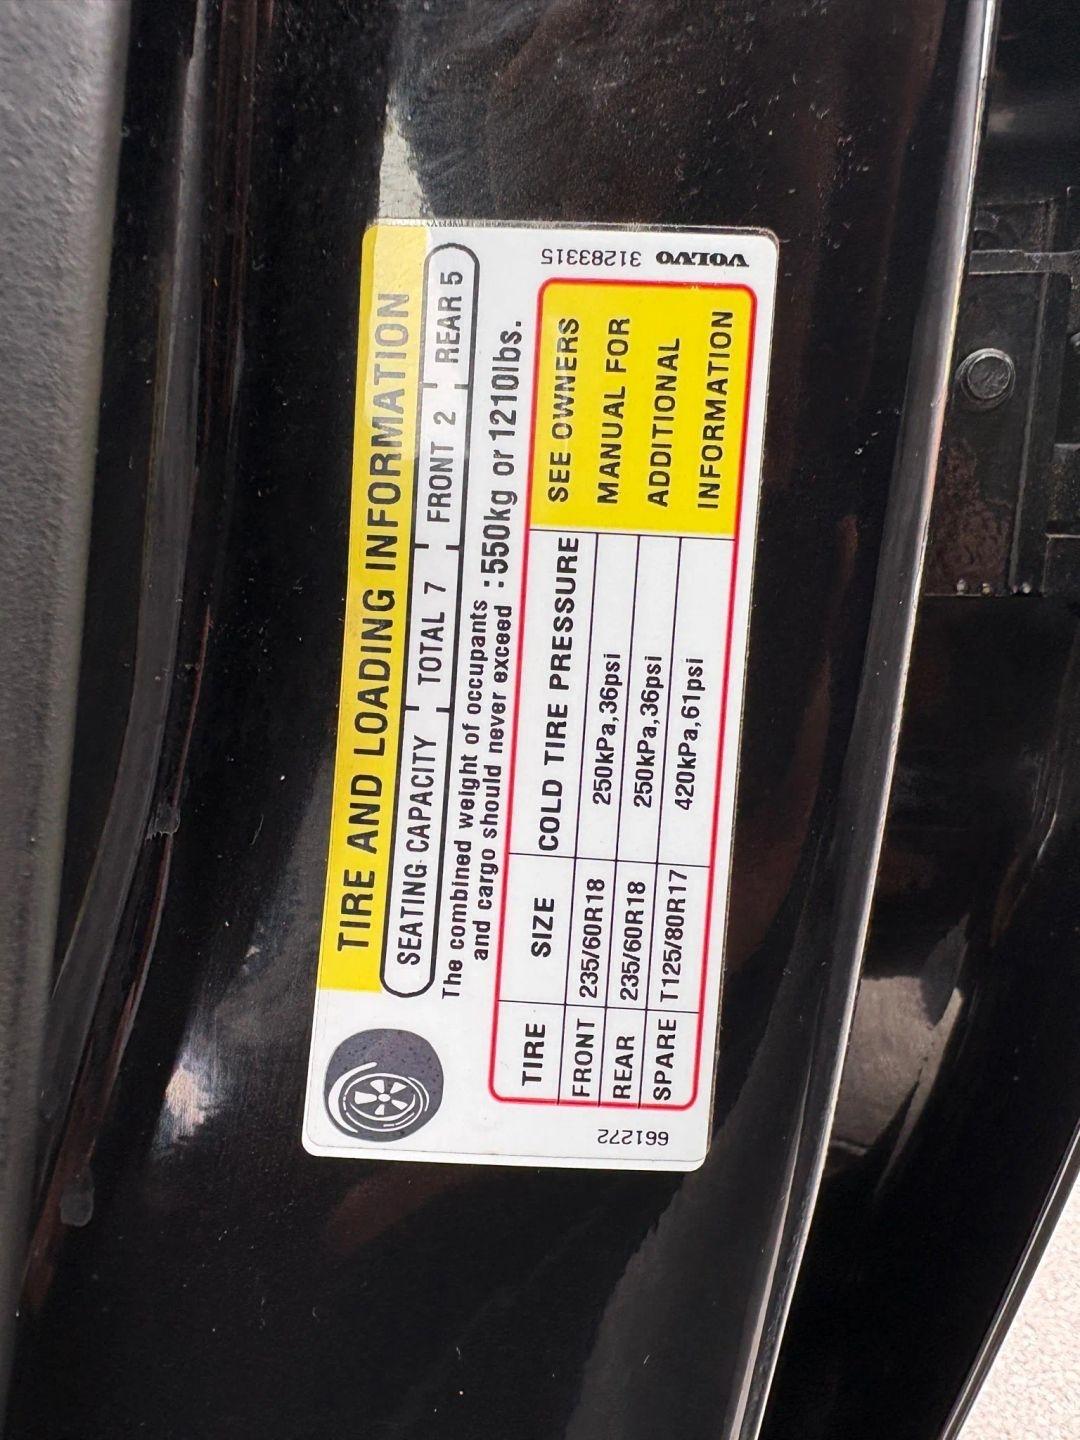 TIRE AND LOADING INFORMATION
SEATING CAPACITY TOTAL 7 FRONT 2 REAR 5
The combined weight of occupants
and cargo should never exceed : 550kg or 1210lbs.
TIRE SIZE COLD TIRE PRESSURE
FRONT 235/60R18 250kPa,36psi
REAR 235/60R18 250kPa,36psi
SPARE T125/80R17 420kPa,61psi
SEE OWNERS
MANUAL FOR
ADDITIONAL
INFORMATION
661272
VOLVO 31283315